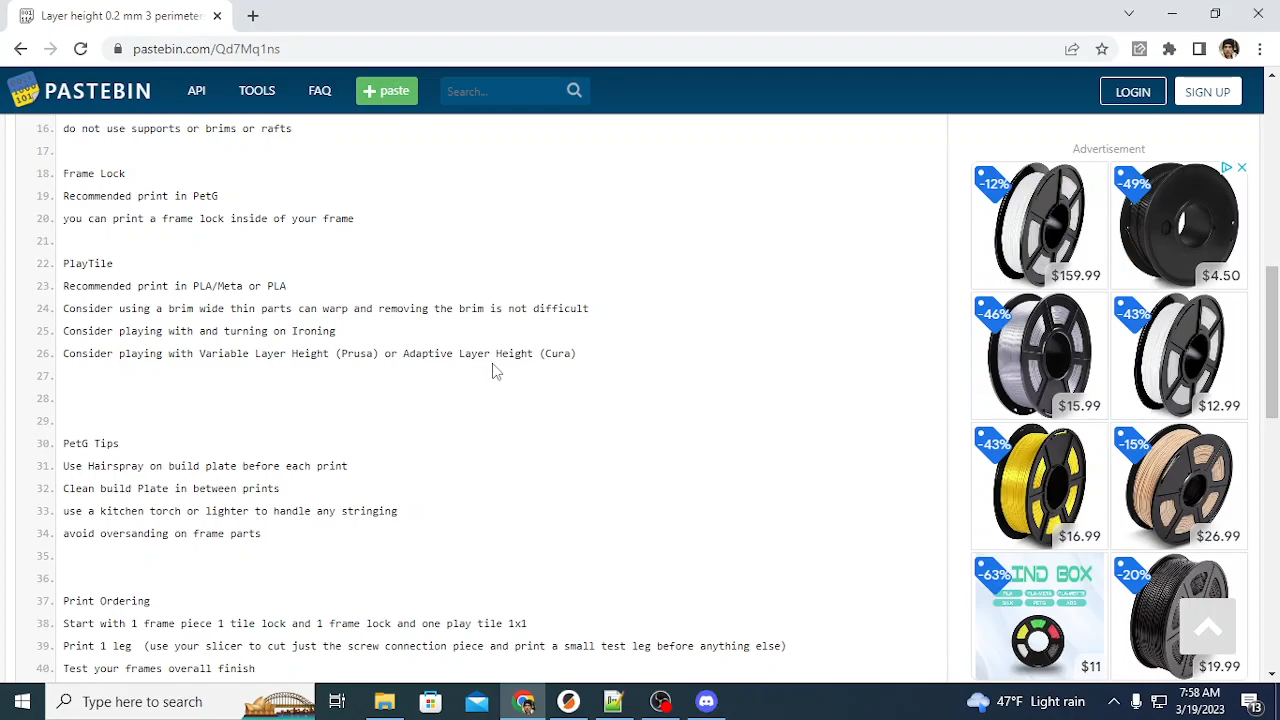 Layer height 0.2 mm 3 perimeter
pastebin.com/Qd7Mq1ns
PASTEBIN
API
TOOLS
FAQ
+ paste
Search...
LOGIN
SIGN UP
16. do not use supports or brims or rafts
17.
18. Frame Lock
19. Recommended print in PetG
20. you can print a frame lock inside of your frame
21.
22. PlayTile
23. Recommended print in PLA/Meta or PLA
24. Consider using a brim wide thin parts can warp and removing the brim is not difficult
25. Consider playing with and turning on Ironing
26. Consider playing with Variable Layer Height (Prusa) or Adaptive Layer Height (Cura)
27.
28.
29.
30. PetG Tips
31. Use Hairspray on build plate before each print
32. Clean build Plate in between prints
33. use a kitchen torch or lighter to handle any stringing
34. avoid oversanding on frame parts
35.
36.
37. Print Ordering
38. Start with 1 frame piece 1 tile lock and 1 frame lock and one play tile 1x1
39. Print 1 leg  (use your slicer to cut just the screw connection piece and print a small test leg before anything else)
40. Test your frames overall finish
Advertisement
-12%
$159.99
-49%
$4.50
-46%
$15.99
-43%
$12.99
-43%
$16.99
-15%
$26.99
-63%
IND BOX
$11
-20%
$19.99
Type here to search
47°F Light rain
7:58 AM
3/19/2023
13